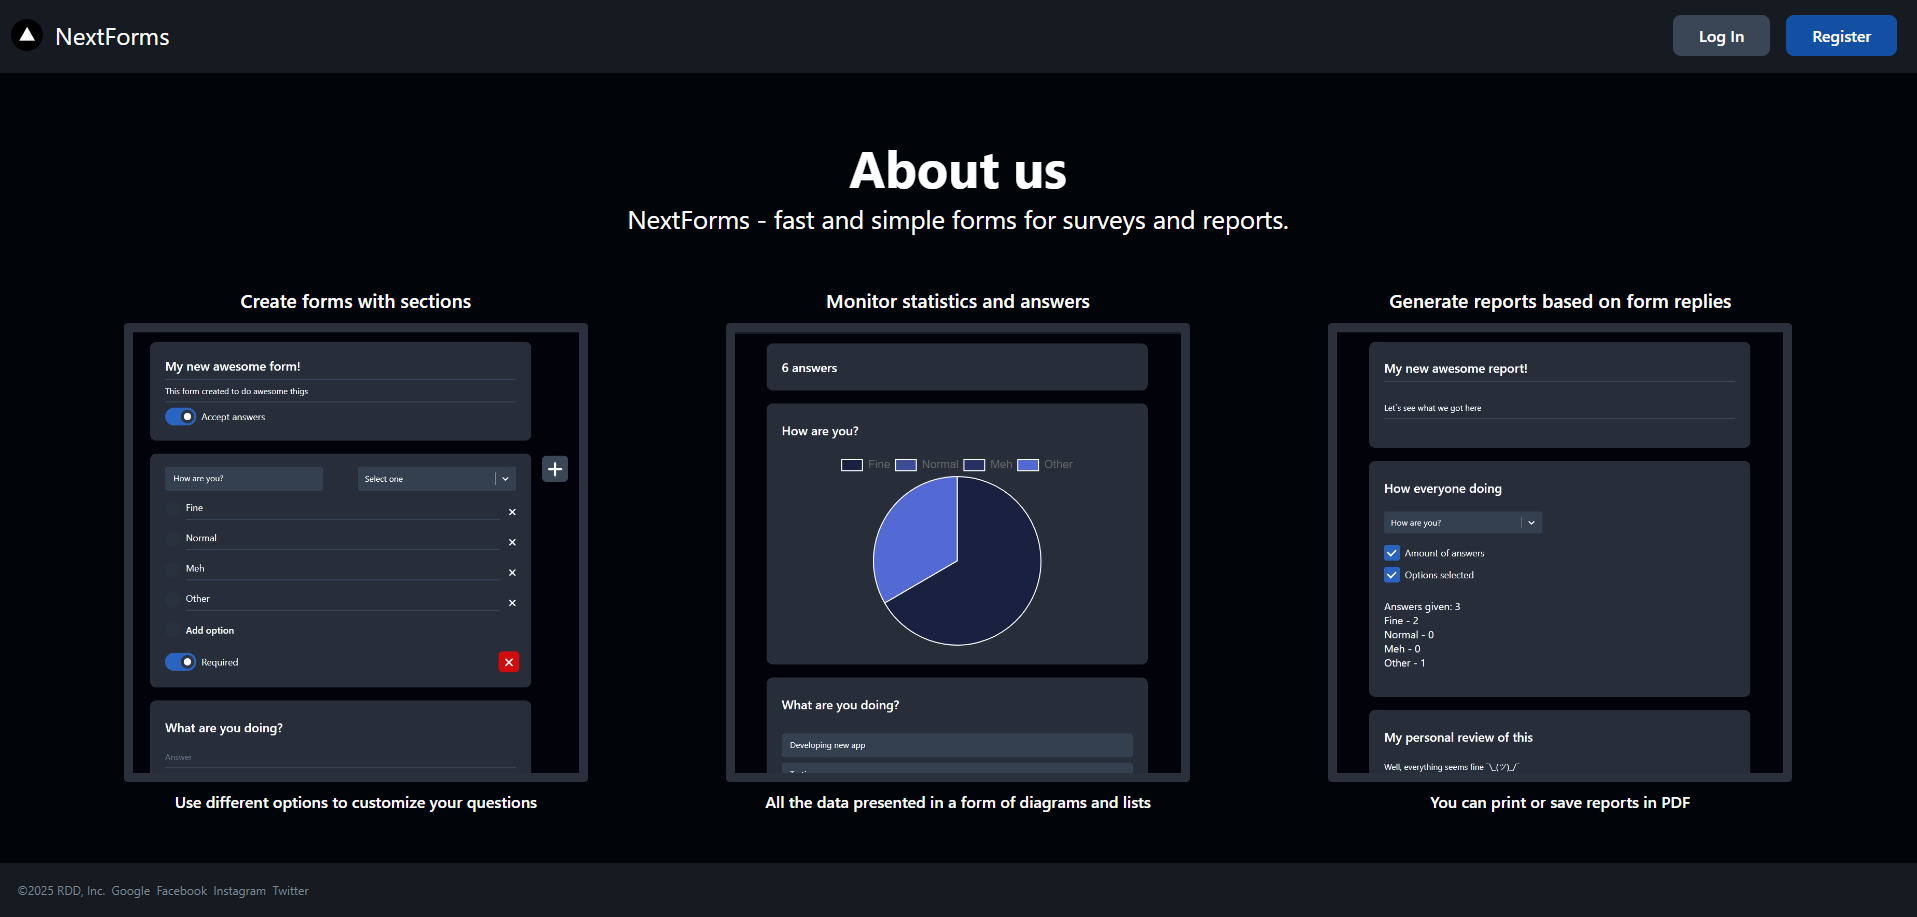 NextForms
Log In
Register
About us
NextForms - fast and simple forms for surveys and reports.
Create forms with sections
My new awesome form!
This form created to do awesome thigs
Accept answers
How are you?
Select one
Fine
Normal
Meh
Other
Add option
Required
What are you doing?
Answer
Use different options to customize your questions
Monitor statistics and answers
6 answers
How are you?
Fine Normal Meh Other
What are you doing?
Developing new app
All the data presented in a form of diagrams and lists
Generate reports based on form replies
My new awesome report!
Let`s see what we got here
How everyone doing
How are you?
Amount of answers
Options selected
Answers given: 3
Fine - 2
Normal - 0
Meh - 0
Other - 1
My personal review of this
Well, everything seems fine ¯\_(ツ)_/¯
You can print or save reports in PDF
©2025 RDD, Inc. Google Facebook Instagram Twitter